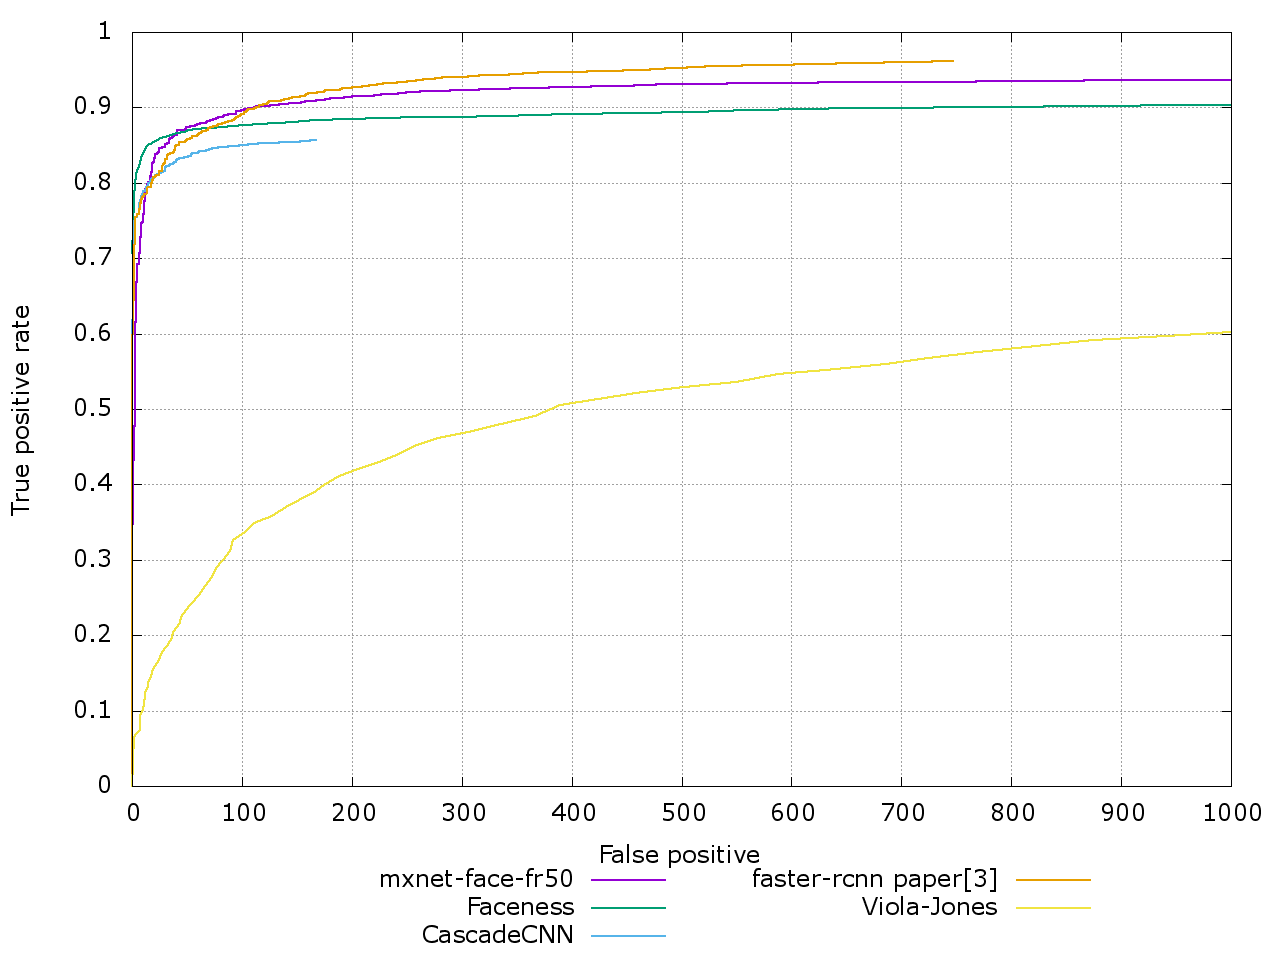 1
0.9
0.8
0.7
0.6
0.5
0.4
0.3
0.2
0.1
0
True positive rate
0 100 200 300 400 500 600 700 800 900 1000
False positive
mxnet-face-fr50 faster-rcnn paper[3]
Faceness Viola-Jones
CascadeCNN